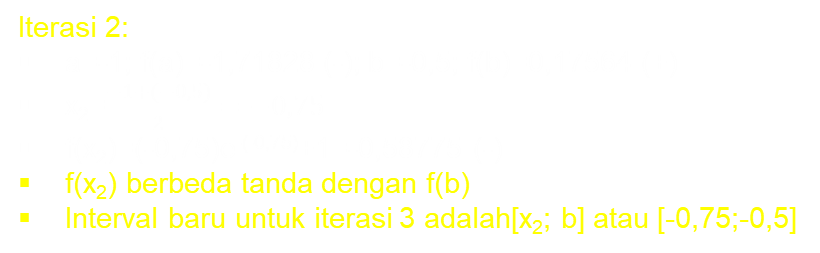 Iterasi 2:
▪ f(x₂) berbeda tanda dengan f(b)
▪ Interval baru untuk iterasi 3 adalah[x₂; b] atau [-0,75;-0,5]